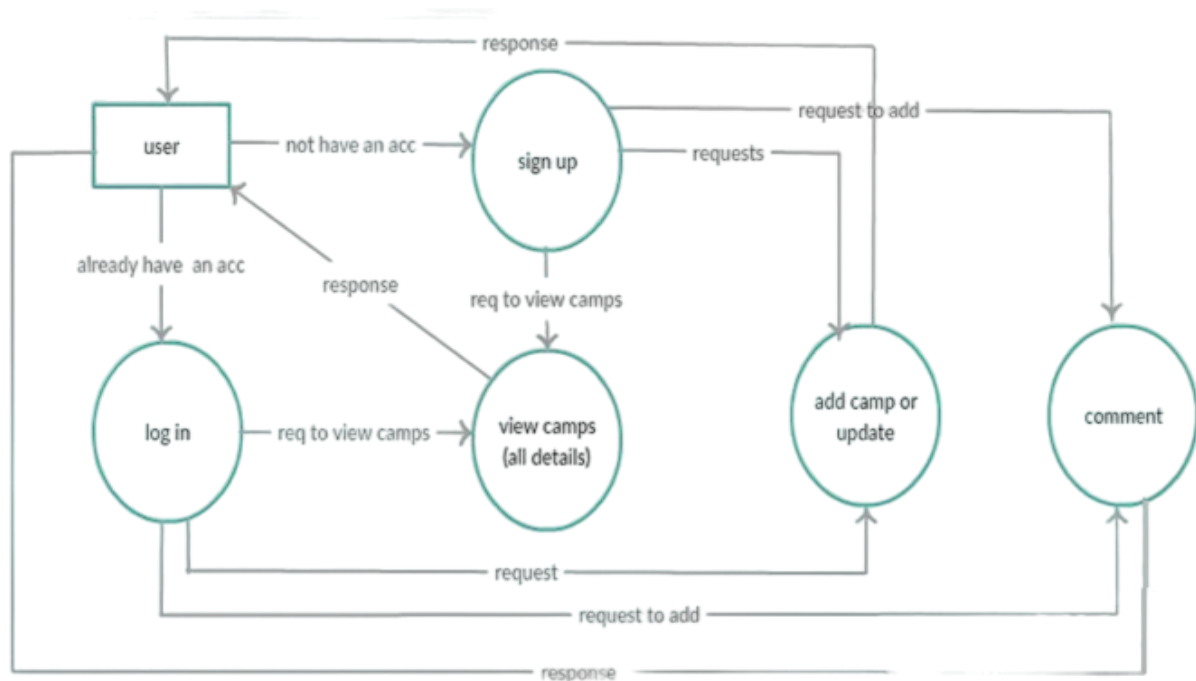 response
request to add
user
not have an acc
sign up
requests
already have an acc
response
req to view camps
log in
req to view camps
view camps
(all details)
add camp or
update
comment
request
request to add
response